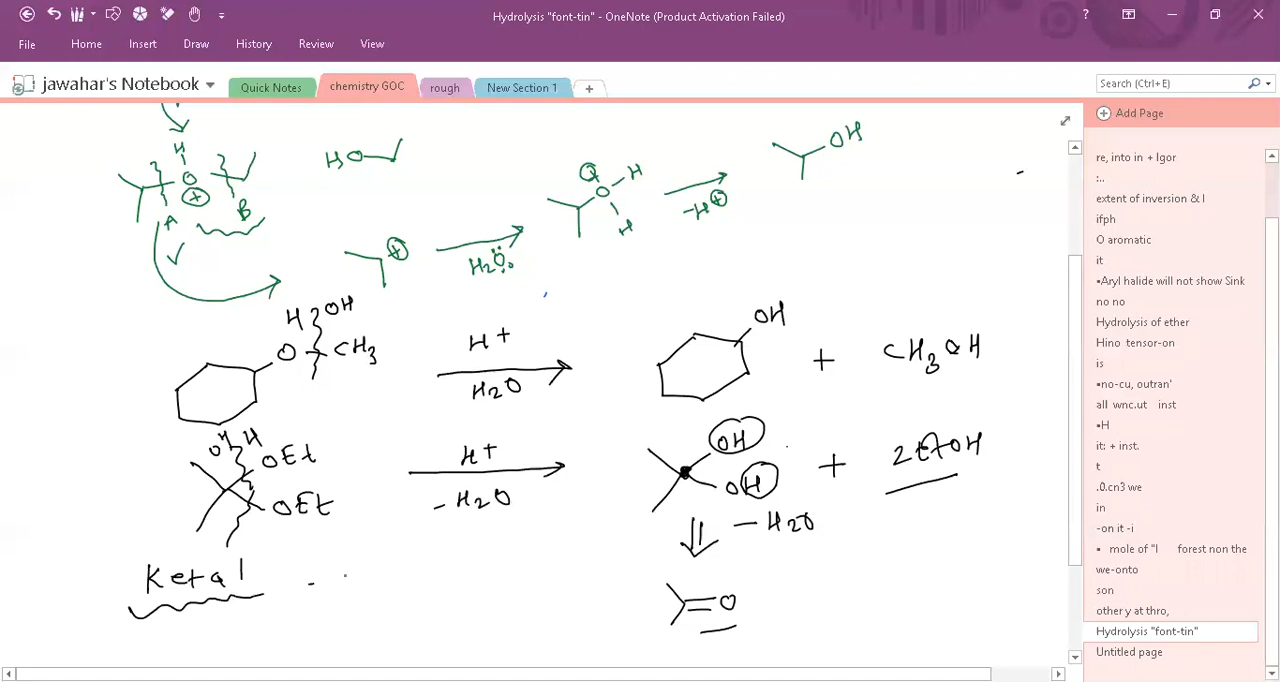 Hydrolysis "font-tin" - OneNote (Product Activation Failed)
?
File Home Insert Draw History Review View
jawahar's Notebook
Quick Notes
chemistry GOC
rough
New Section 1
Search (Ctrl+E)
Add Page
H
O
+
A
B
HO
+
H2O
+
O
H
H
-H+
OH
H OH
O CH3
H+
H2O
OH
+
CH3OH
OH H
OEt
OEt
H+
- H2O
OH
OH
+
2EtOH
- H2O
O
Ketal
re, into in + Igor
:..
extent of inversion & I
ifph
O aromatic
it
•Aryl halide will not show Sink
no no
Hydrolysis of ether
Hino tensor-on
is
•no-cu, outran'
all wnc.ut inst
•H
it: + inst.
t
.0.cn3 we
in
-on it -i
• mole of "I forest non the
we-onto
son
other y at thro,
Hydrolysis "font-tin"
Untitled page